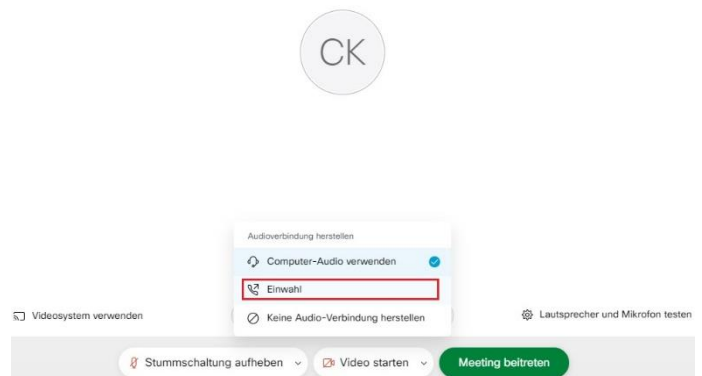 CK
Audioverbindung herstellen
Computer-Audio verwenden
Einwahl
Keine Audio-Verbindung herstellen
Videosystem verwenden
Lautsprecher und Mikrofon testen
Stummschaltung aufheben
Video starten
Meeting beitreten